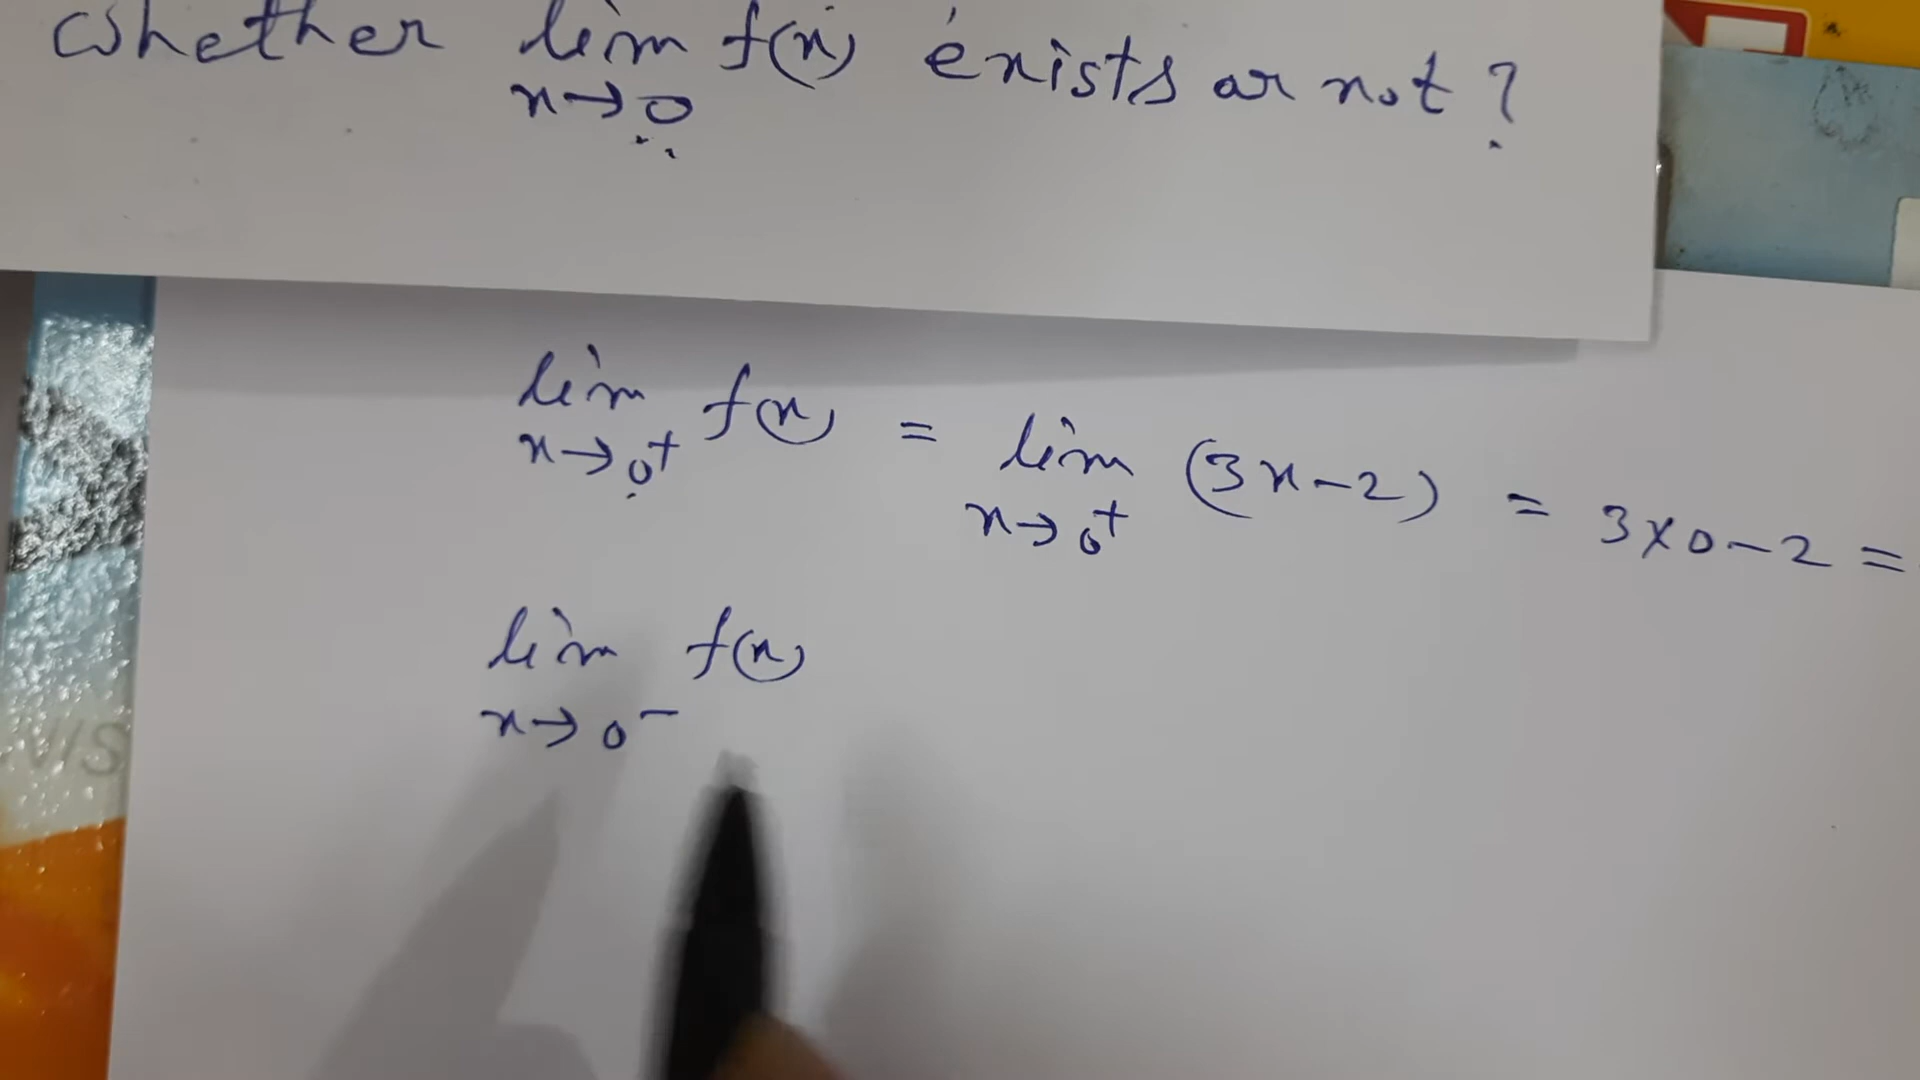 Whether lim f(x) exists or not?
x→0
lim f(x) = lim (3x-2) = 3×0-2 =
x→0+ x→0+
lim f(x)
x→0-